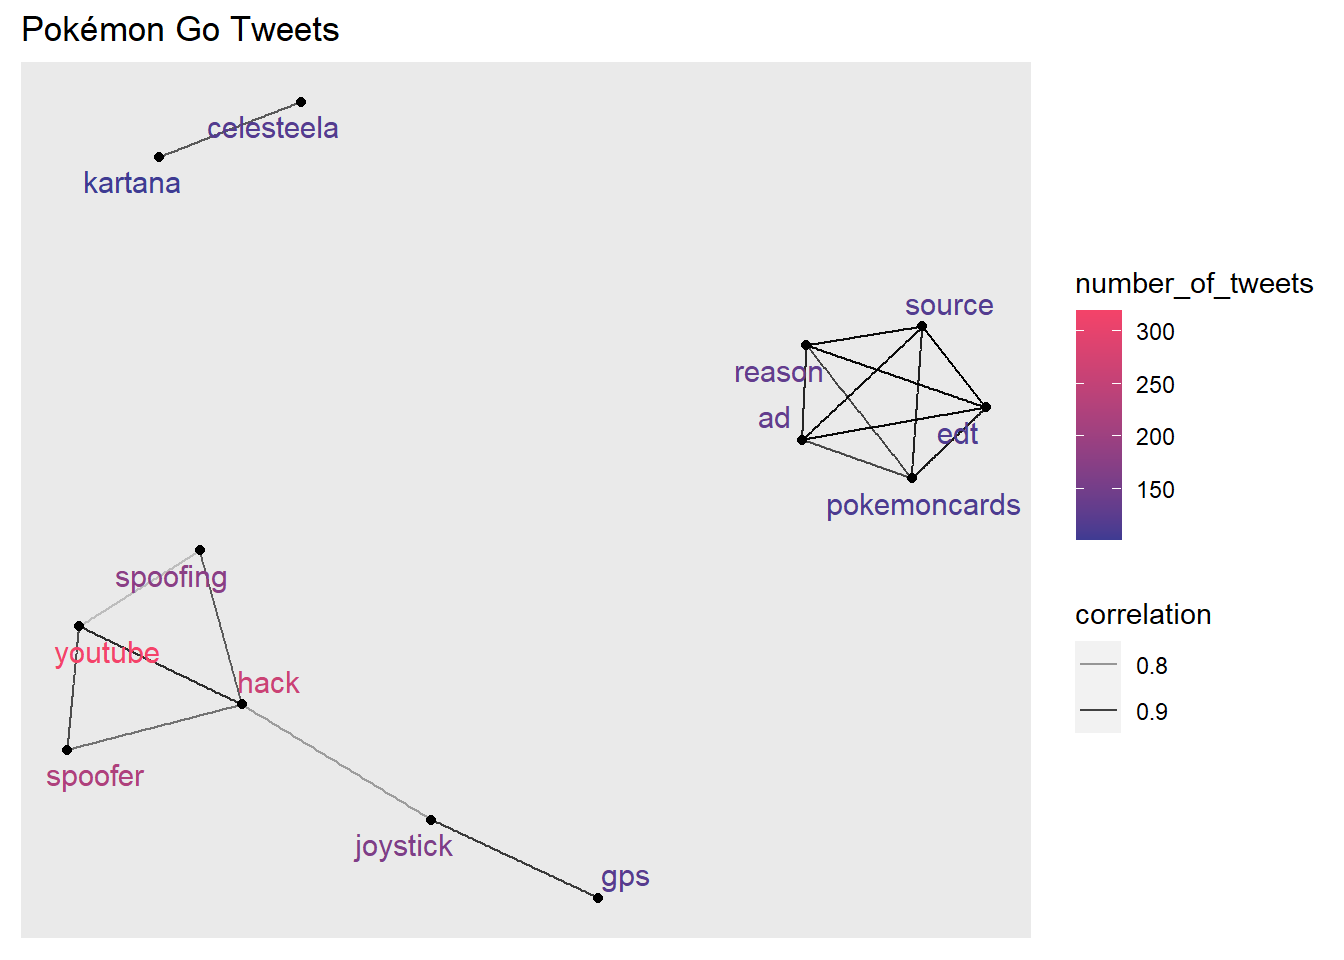 Pokémon Go Tweets
celesteela
kartana
source
reason
ad
edt
pokemoncards
spoofing
youtube
hack
spoofer
joystick
gps
number_of_tweets
300
250
200
150
correlation
0.8
0.9